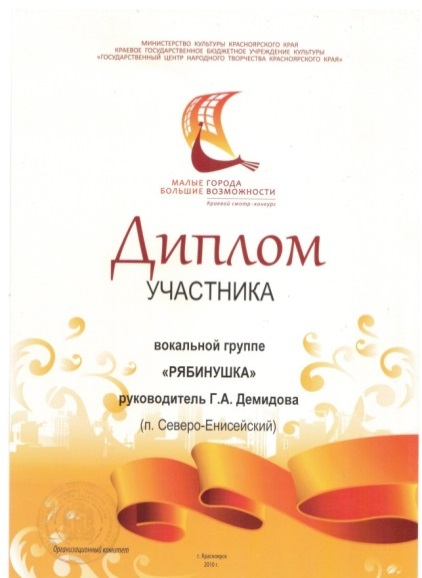 МИНИСТЕРСТВО КУЛЬТУРЫ КРАСНОЯРСКОГО КРАЯ
КРАЕВОЕ ГОСУДАРСТВЕННОЕ БЮДЖЕТНОЕ УЧРЕЖДЕНИЕ КУЛЬТУРЫ
«ГОСУДАРСТВЕННЫЙ ЦЕНТР НАРОДНОГО ТВОРЧЕСТВА КРАСНОЯРСКОГО КРАЯ»
МАЛЫЕ ГОРОДА
БОЛЬШИЕ ВОЗМОЖНОСТИ
Краевой смотр-конкурс
Диплом
УЧАСТНИКА
вокальной группе
«РЯБИНУШКА»
руководитель Г.А. Демидова
(п. Северо-Енисейский)
Организационный комитет
г. Красноярск